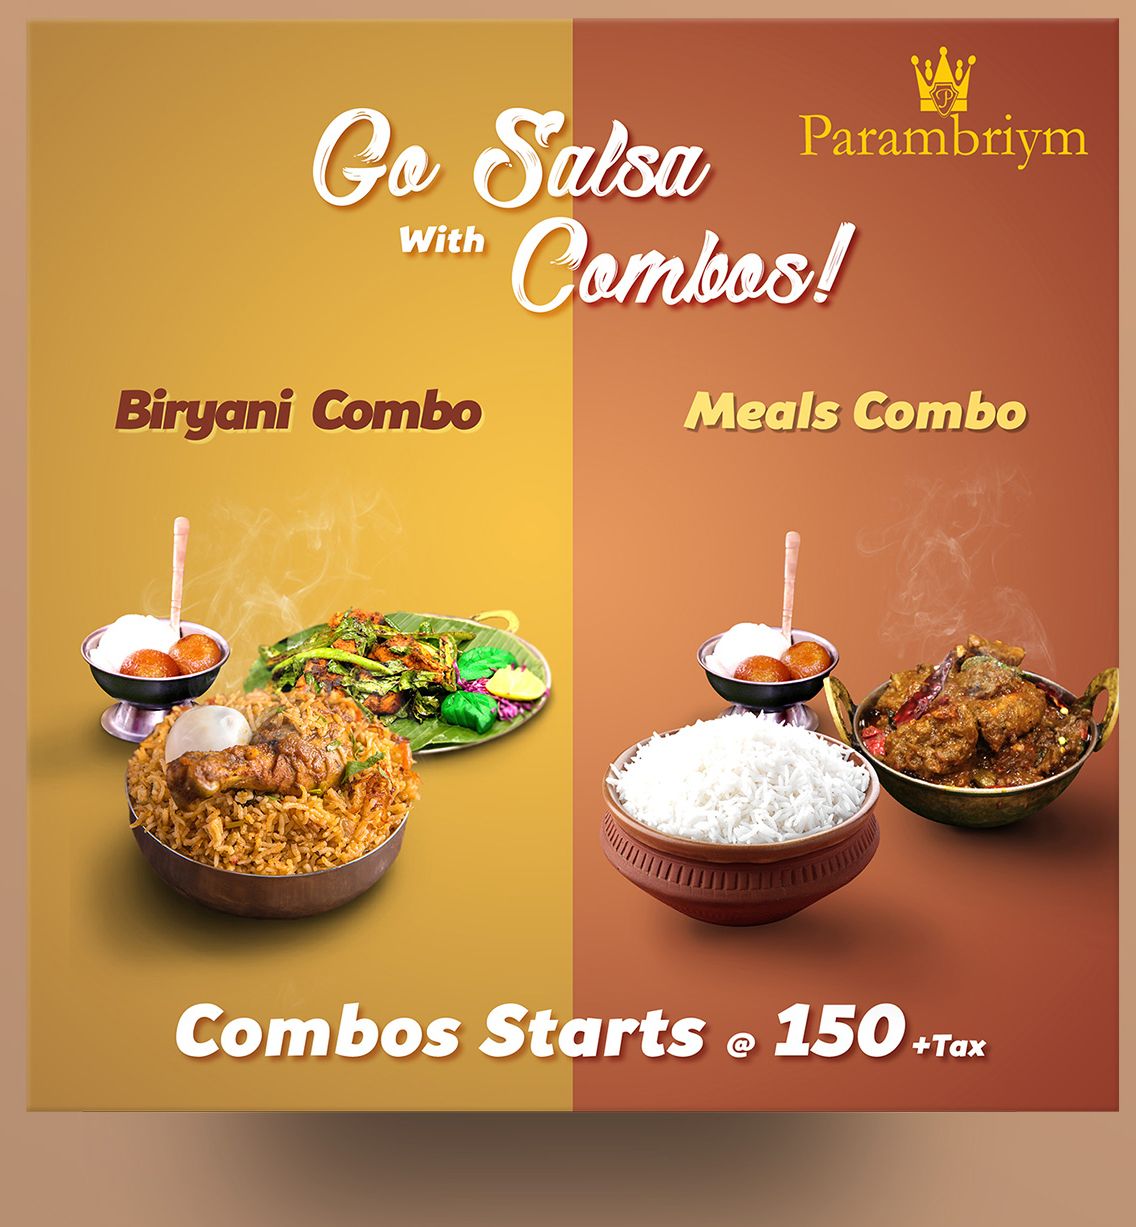 P
Parambriym
Go Salsa
With Combos!
Biryani Combo
Meals Combo
Combos Starts @ 150 +Tax